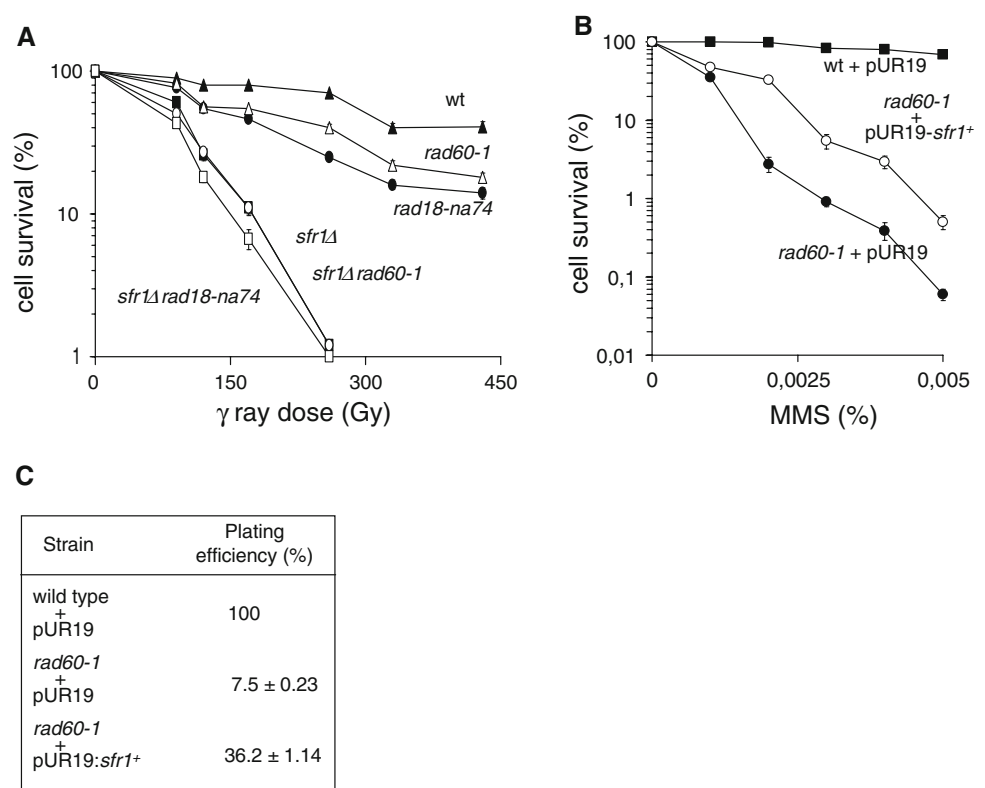 A
100
10
1
cell survival (%)
wt
rad60-1
rad18-na74
sfr1Δ
sfr1Δ rad60-1
sfr1Δ rad18-na74
0
150
300
450
γ ray dose (Gy)
B
100
10
1
0,1
0,01
cell survival (%)
wt + pUR19
rad60-1
+
pUR19-sfr1+
rad60-1 + pUR19
0
0,0025
0,005
MMS (%)
C
Strain
Plating
efficiency (%)
wild type
+
pUR19
100
rad60-1
+
pUR19
7.5 ± 0.23
rad60-1
+
pUR19:sfr1+
36.2 ± 1.14